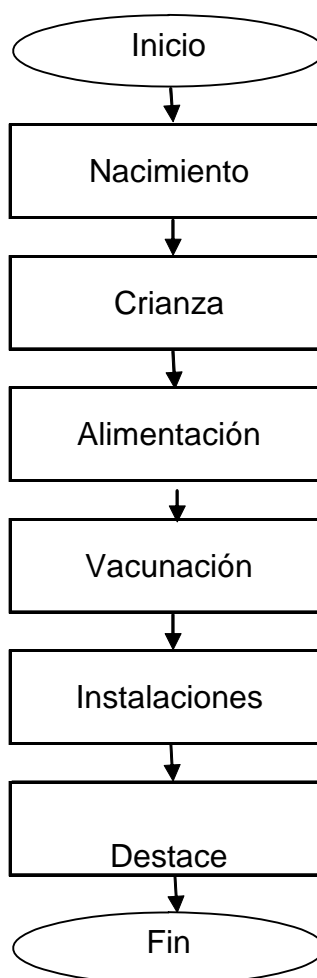 Inicio
Nacimiento
Crianza
Alimentación
Vacunación
Instalaciones
Destace
Fin